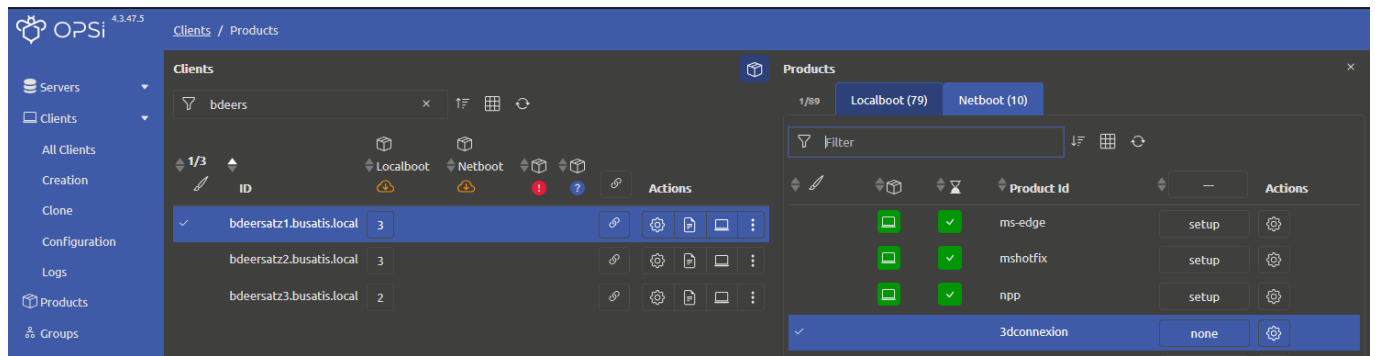 OPSi 4.3.47.5
Clients / Products
Servers
Clients
All Clients
Creation
Clone
Configuration
Logs
Products
Groups
Clients
bdeers ×
1/3
ID
Localboot
Netboot
!
?
Actions
bdeersatz1.busatis.local 3
bdeersatz2.busatis.local 3
bdeersatz3.busatis.local 2
Products ×
1/89 Localboot (79) Netboot (10)
Filter
Product Id --- Actions
ms-edge setup
mshotfix setup
npp setup
3dconnexion none